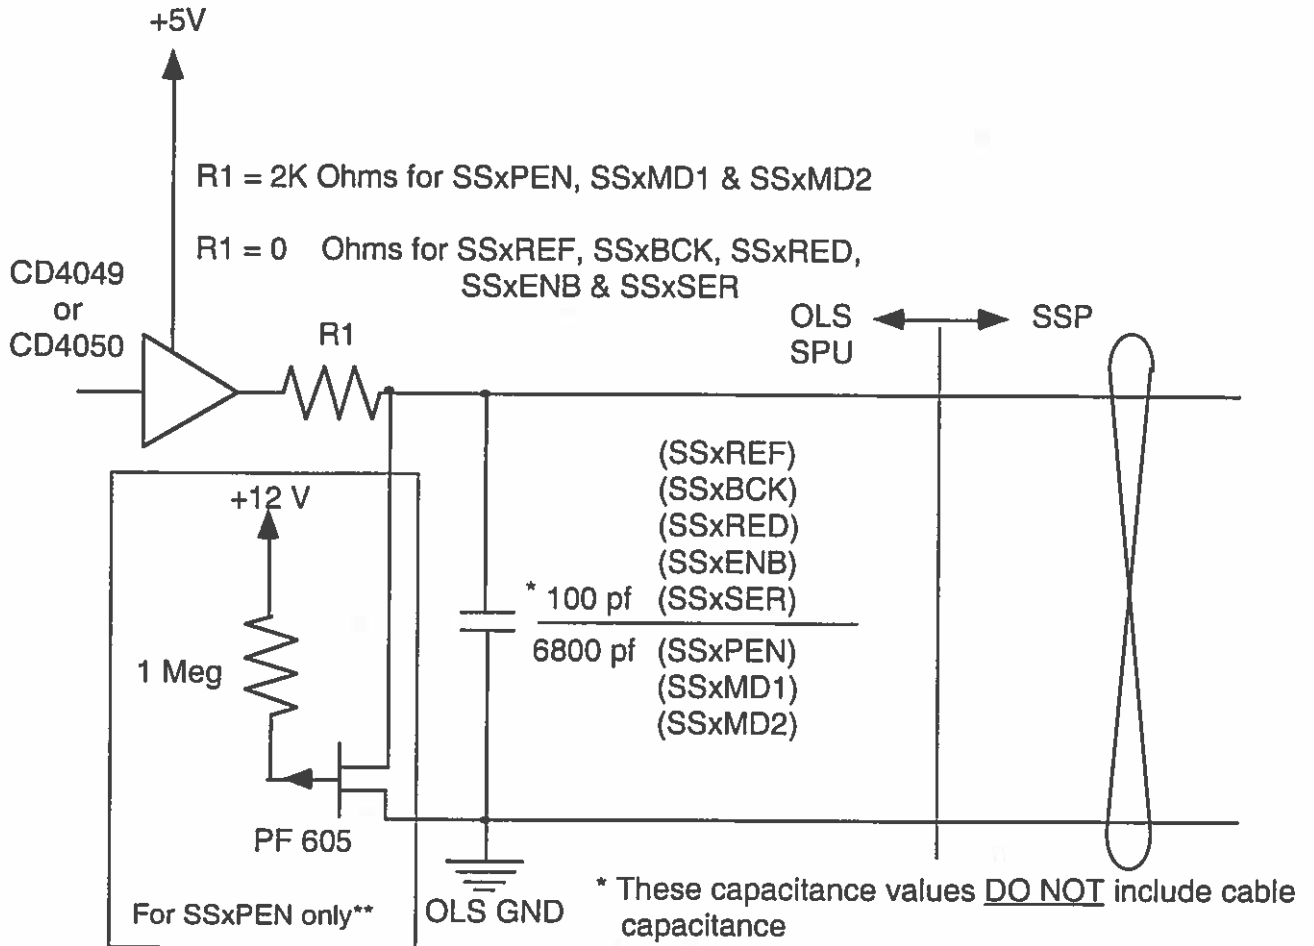 +5V
R1 = 2K Ohms for SSxPEN, SSxMD1 & SSxMD2
R1 = 0 Ohms for SSxREF, SSxBCK, SSxRED,
SSxENB & SSxSER
CD4049
or
CD4050
R1
OLS
SPU
SSP
(SSxREF)
(SSxBCK)
(SSxRED)
(SSxENB)
* 100 pf (SSxSER)
6800 pf (SSxPEN)
(SSxMD1)
(SSxMD2)
+12 V
1 Meg
PF 605
For SSxPEN only**
OLS GND
* These capacitance values DO NOT include cable
capacitance